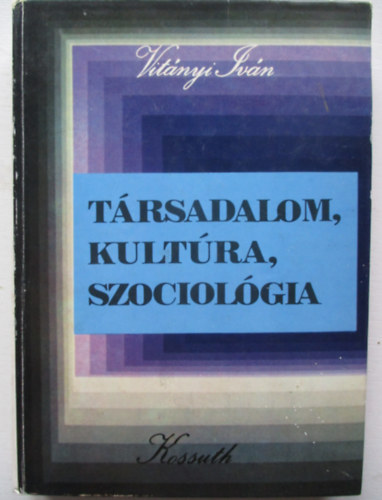 Vitányi Iván
TÁRSADALOM,
KULTÚRA,
SZOCIOLÓGIA
Kossuth